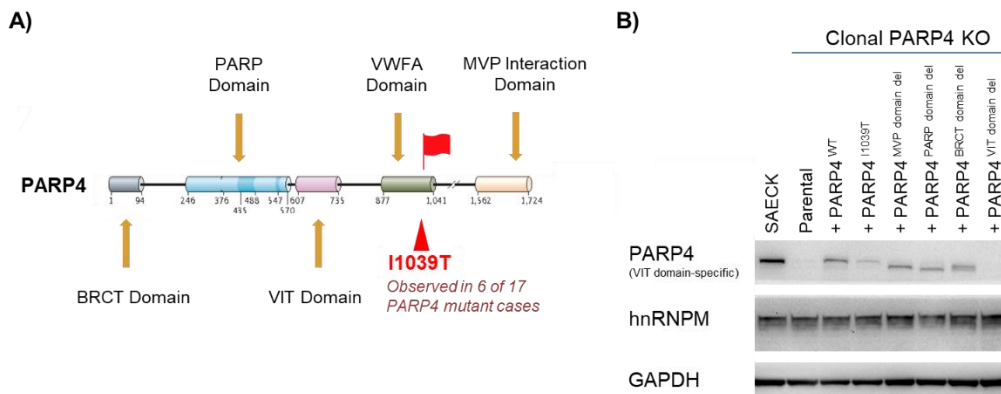 A)
PARP
Domain
VWFA
Domain
MVP Interaction
Domain
PARP4
1
94
246
376
435
488
547
570
607
735
877
1,041
1,562
1,724
I1039T
Observed in 6 of 17
PARP4 mutant cases
BRCT Domain
VIT Domain
B)
Clonal PARP4 KO
SAECK
Parental
+ PARP4 WT
+ PARP4 I1039T
+ PARP4 MVP domain del
+ PARP4 PARP domain del
+ PARP4 BRCT domain del
+ PARP4 VIT domain del
PARP4
(VIT domain-specific)
hnRNPM
GAPDH